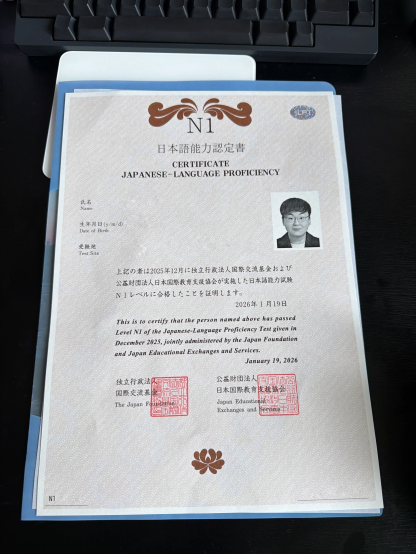 N1
JLPT
日本語能力認定書
CERTIFICATE
JAPANESE-LANGUAGE PROFICIENCY
氏名
Name
生年月日(y/m/d)
Date of Birth
受験地
Test Site
上記の者は2025年12月に独立行政法人国際交流基金および
公益財団法人日本国際教育支援協会が実施した日本語能力試験
N1レベルに合格したことを証明します。
2026年1月19日
This is to certify that the person named above has passed
Level N1 of the Japanese-Language Proficiency Test given in
December 2025, jointly administered by the Japan Foundation
and Japan Educational Exchanges and Services.
January 19, 2026
独立行政法人
国際交流基金
The Japan Foundation
公益財団法人
日本国際教育支援協会
Japan Educational
Exchanges and Services
N1